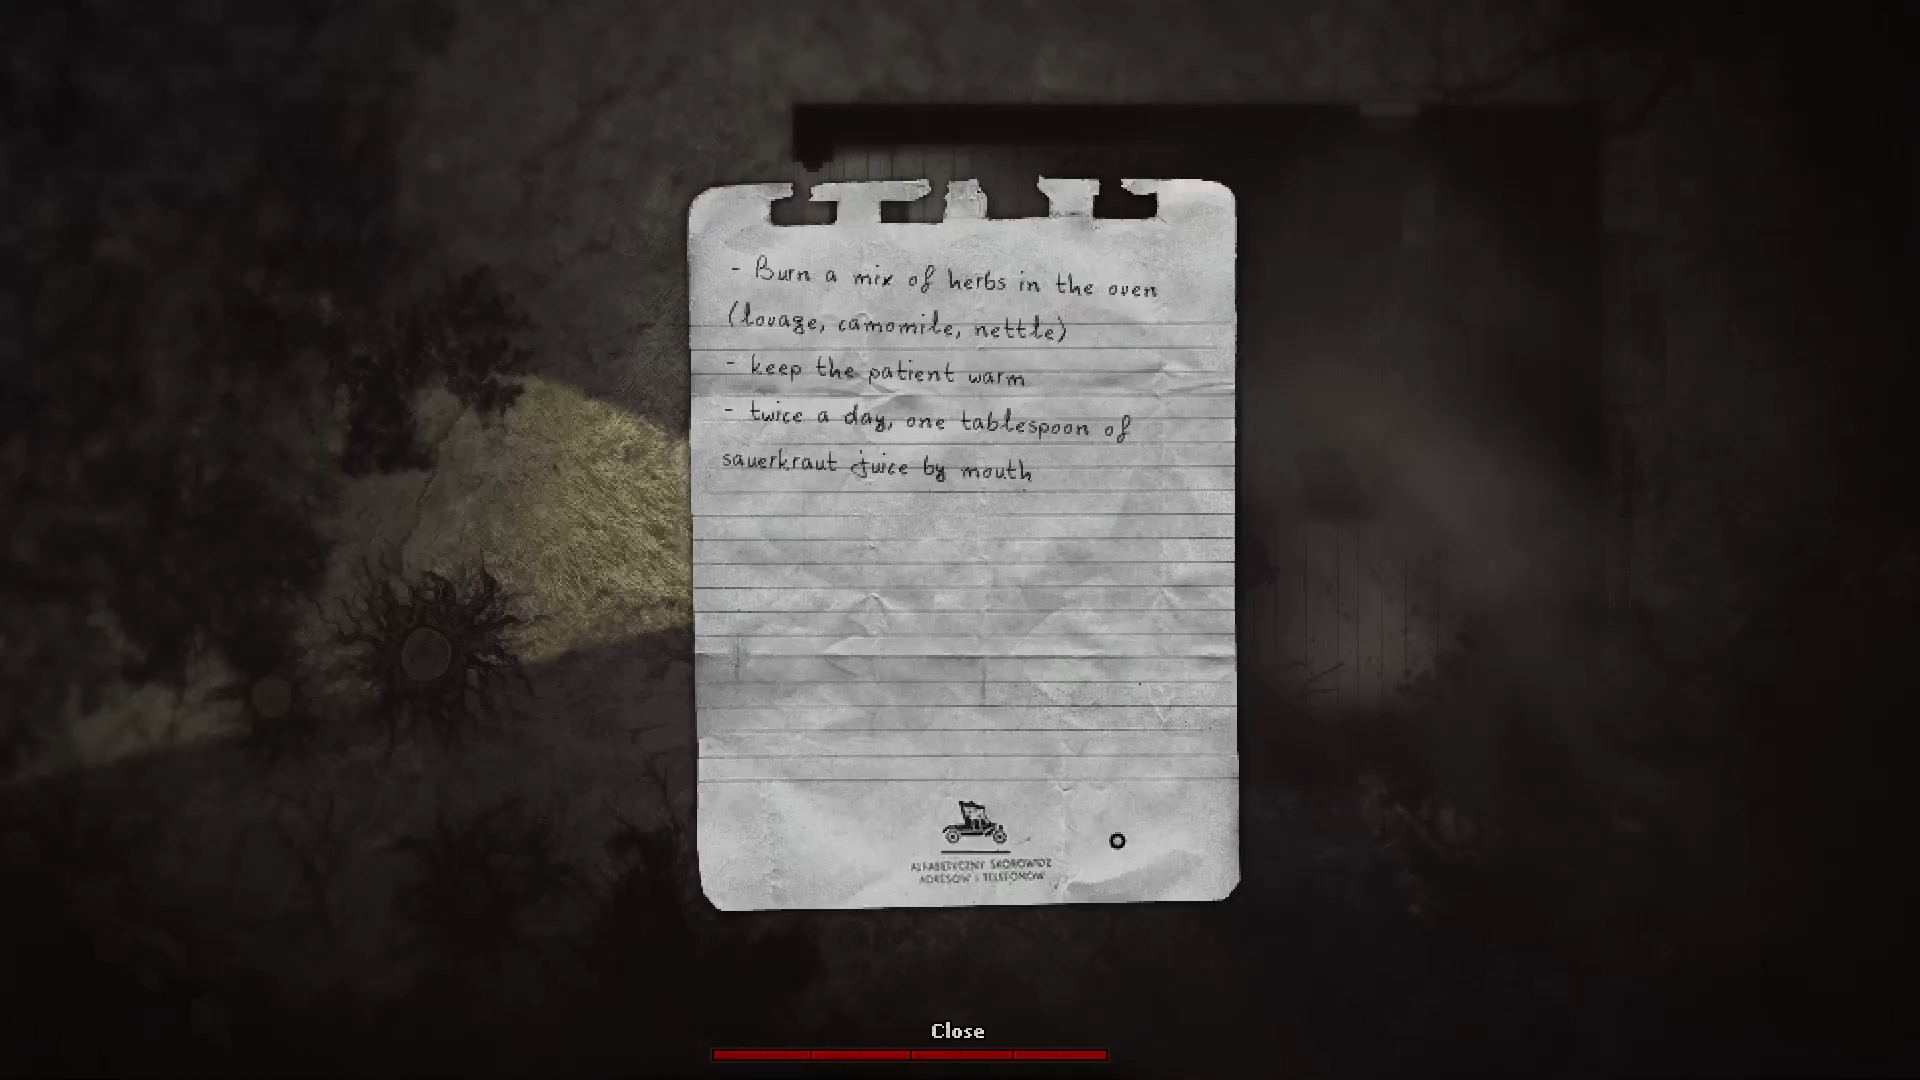 - Burn a mix of herbs in the oven
(lovage, camomile, nettle)
- keep the patient warm
- twice a day, one tablespoon of
sauerkraut juice by mouth
ALFABETYCZNY SKOROWIDZ
ADRESÓW I TELEFONÓW
Close